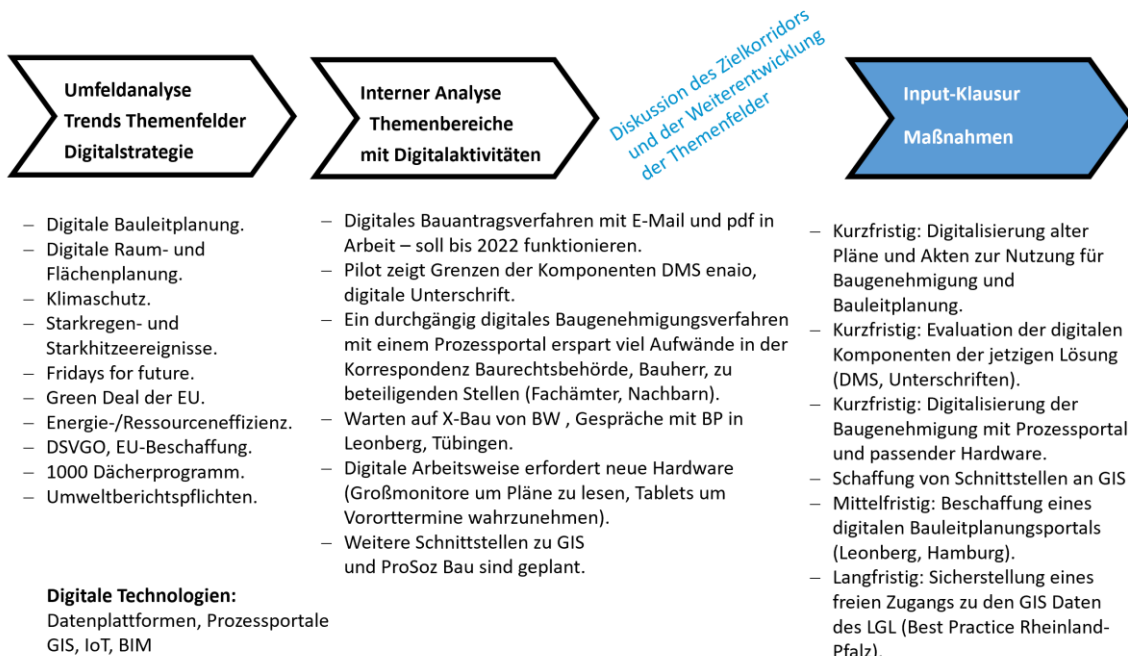 Umfeldanalyse
Trends Themenfelder
Digitalstrategie
Interner Analyse
Themenbereiche
mit Digitalaktivitäten
Diskussion des Zielkorridors
und der Weiterentwicklung
der Themenfelder
Input-Klausur
Maßnahmen
– Digitale Bauleitplanung.
– Digitale Raum- und
Flächenplanung.
– Klimaschutz.
– Starkregen- und
Starkhitzeereignisse.
– Fridays for future.
– Green Deal der EU.
– Energie-/Ressourceneffizienz.
– DSVGO, EU-Beschaffung.
– 1000 Dächerprogramm.
– Umweltberichtspflichten.
Digitale Technologien:
Datenplattformen, Prozessportale
GIS, IoT, BIM
– Digitales Bauantragsverfahren mit E-Mail und pdf in
Arbeit – soll bis 2022 funktionieren.
– Pilot zeigt Grenzen der Komponenten DMS enaio,
digitale Unterschrift.
– Ein durchgängig digitales Baugenehmigungsverfahren
mit einem Prozessportal erspart viel Aufwände in der
Korrespondenz Baurechtsbehörde, Bauherr, zu
beteiligenden Stellen (Fachämter, Nachbarn).
– Warten auf X-Bau von BW , Gespräche mit BP in
Leonberg, Tübingen.
– Digitale Arbeitsweise erfordert neue Hardware
(Großmonitore um Pläne zu lesen, Tablets um
Vororttermine wahrzunehmen).
– Weitere Schnittstellen zu GIS
und ProSoz Bau sind geplant.
– Kurzfristig: Digitalisierung alter
Pläne und Akten zur Nutzung für
Baugenehmigung und
Bauleitplanung.
– Kurzfristig: Evaluation der digitalen
Komponenten der jetzigen Lösung
(DMS, Unterschriften).
– Kurzfristig: Digitalisierung der
Baugenehmigung mit Prozessportal
und passender Hardware.
– Schaffung von Schnittstellen an GIS
– Mittelfristig: Beschaffung eines
digitalen Bauleitplanungsportals
(Leonberg, Hamburg).
– Langfristig: Sicherstellung eines
freien Zugangs zu den GIS Daten
des LGL (Best Practice Rheinland-
Pfalz).